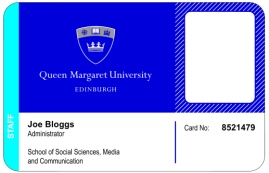 Queen Margaret University
EDINBURGH
STAFF
Joe Bloggs
Administrator
School of Social Sciences, Media
and Communication
Card No: 8521479